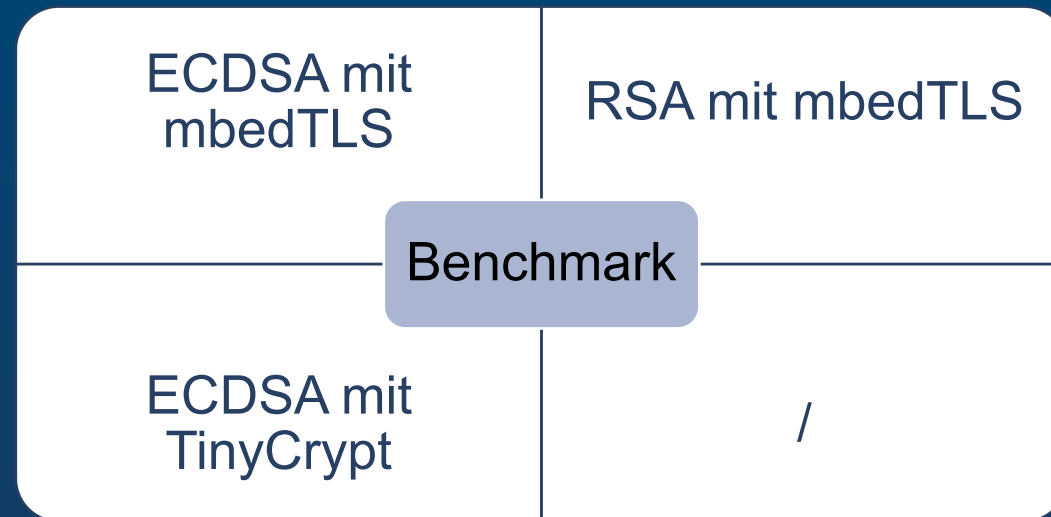 ECDSA mit
mbedTLS
RSA mit mbedTLS
Benchmark
ECDSA mit
TinyCrypt
/